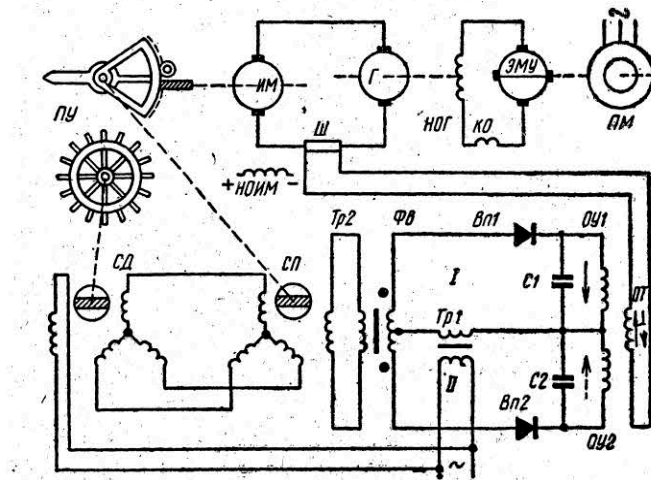 ПУ
ИМ
Г
ЭМУ
АМ
НОГ
КО
Ш
+ НОИМ -
СД
СП
Тр2
ФВ
Вп1
ОУ1
I
С1
ОТ
Тр1
II
С2
Вп2
ОУ2
~